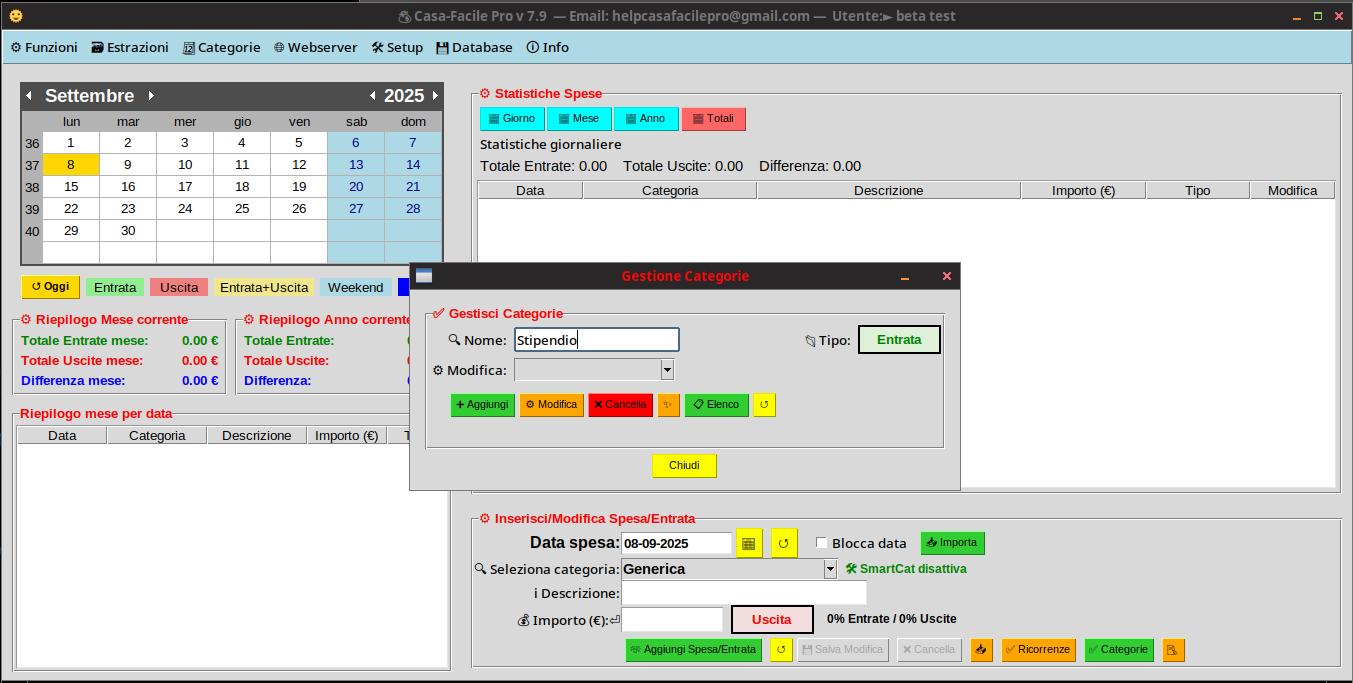 Casa-Facile Pro v 7.9 — Email: helpcasafacilepro@gmail.com — Utente:► beta test
Funzioni Estrazioni Categorie Webserver Setup Database Info
Settembre 2025
lun mar mer gio ven sab dom
36 1 2 3 4 5 6 7
37 8 9 10 11 12 13 14
38 15 16 17 18 19 20 21
39 22 23 24 25 26 27 28
40 29 30
Oggi Entrata Uscita Entrata+Uscita Weekend
Riepilogo Mese corrente
Totale Entrate mese: 0.00 €
Totale Uscite mese: 0.00 €
Differenza mese: 0.00 €
Riepilogo Anno corrente
Totale Entrate:
Totale Uscite:
Differenza:
Riepilogo mese per data
Data Categoria Descrizione Importo (€)
Statistiche Spese
Giorno Mese Anno Totali
Statistiche giornaliere
Totale Entrate: 0.00 Totale Uscite: 0.00 Differenza: 0.00
Data Categoria Descrizione Importo (€) Tipo Modifica
Gestione Categorie
Gestisci Categorie
Nome: Stipendio Tipo: Entrata
Modifica:
Aggiungi Modifica Cancella Elenco
Chiudi
Inserisci/Modifica Spesa/Entrata
Data spesa: 08-09-2025 Blocca data Importa
Seleziona categoria: Generica SmartCat disattiva
i Descrizione:
Importo (€):⏎ Uscita 0% Entrate / 0% Uscite
Aggiungi Spesa/Entrata Salva Modifica Cancella Ricorrenze Categorie